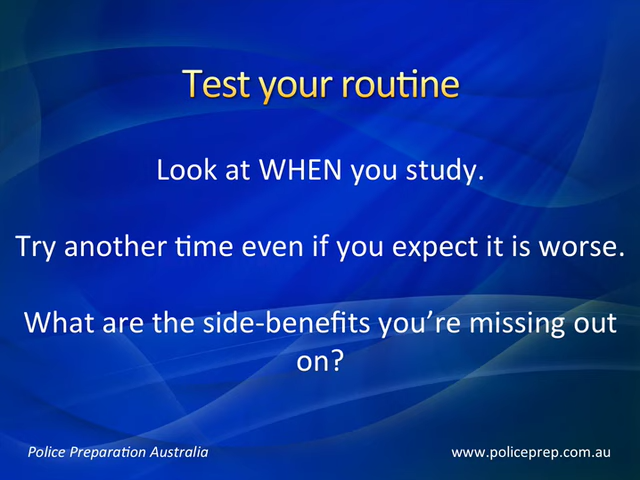 Test your routine
Look at WHEN you study.
Try another time even if you expect it is worse.
What are the side-benefits you’re missing out
on?
Police Preparation Australia
www.policeprep.com.au